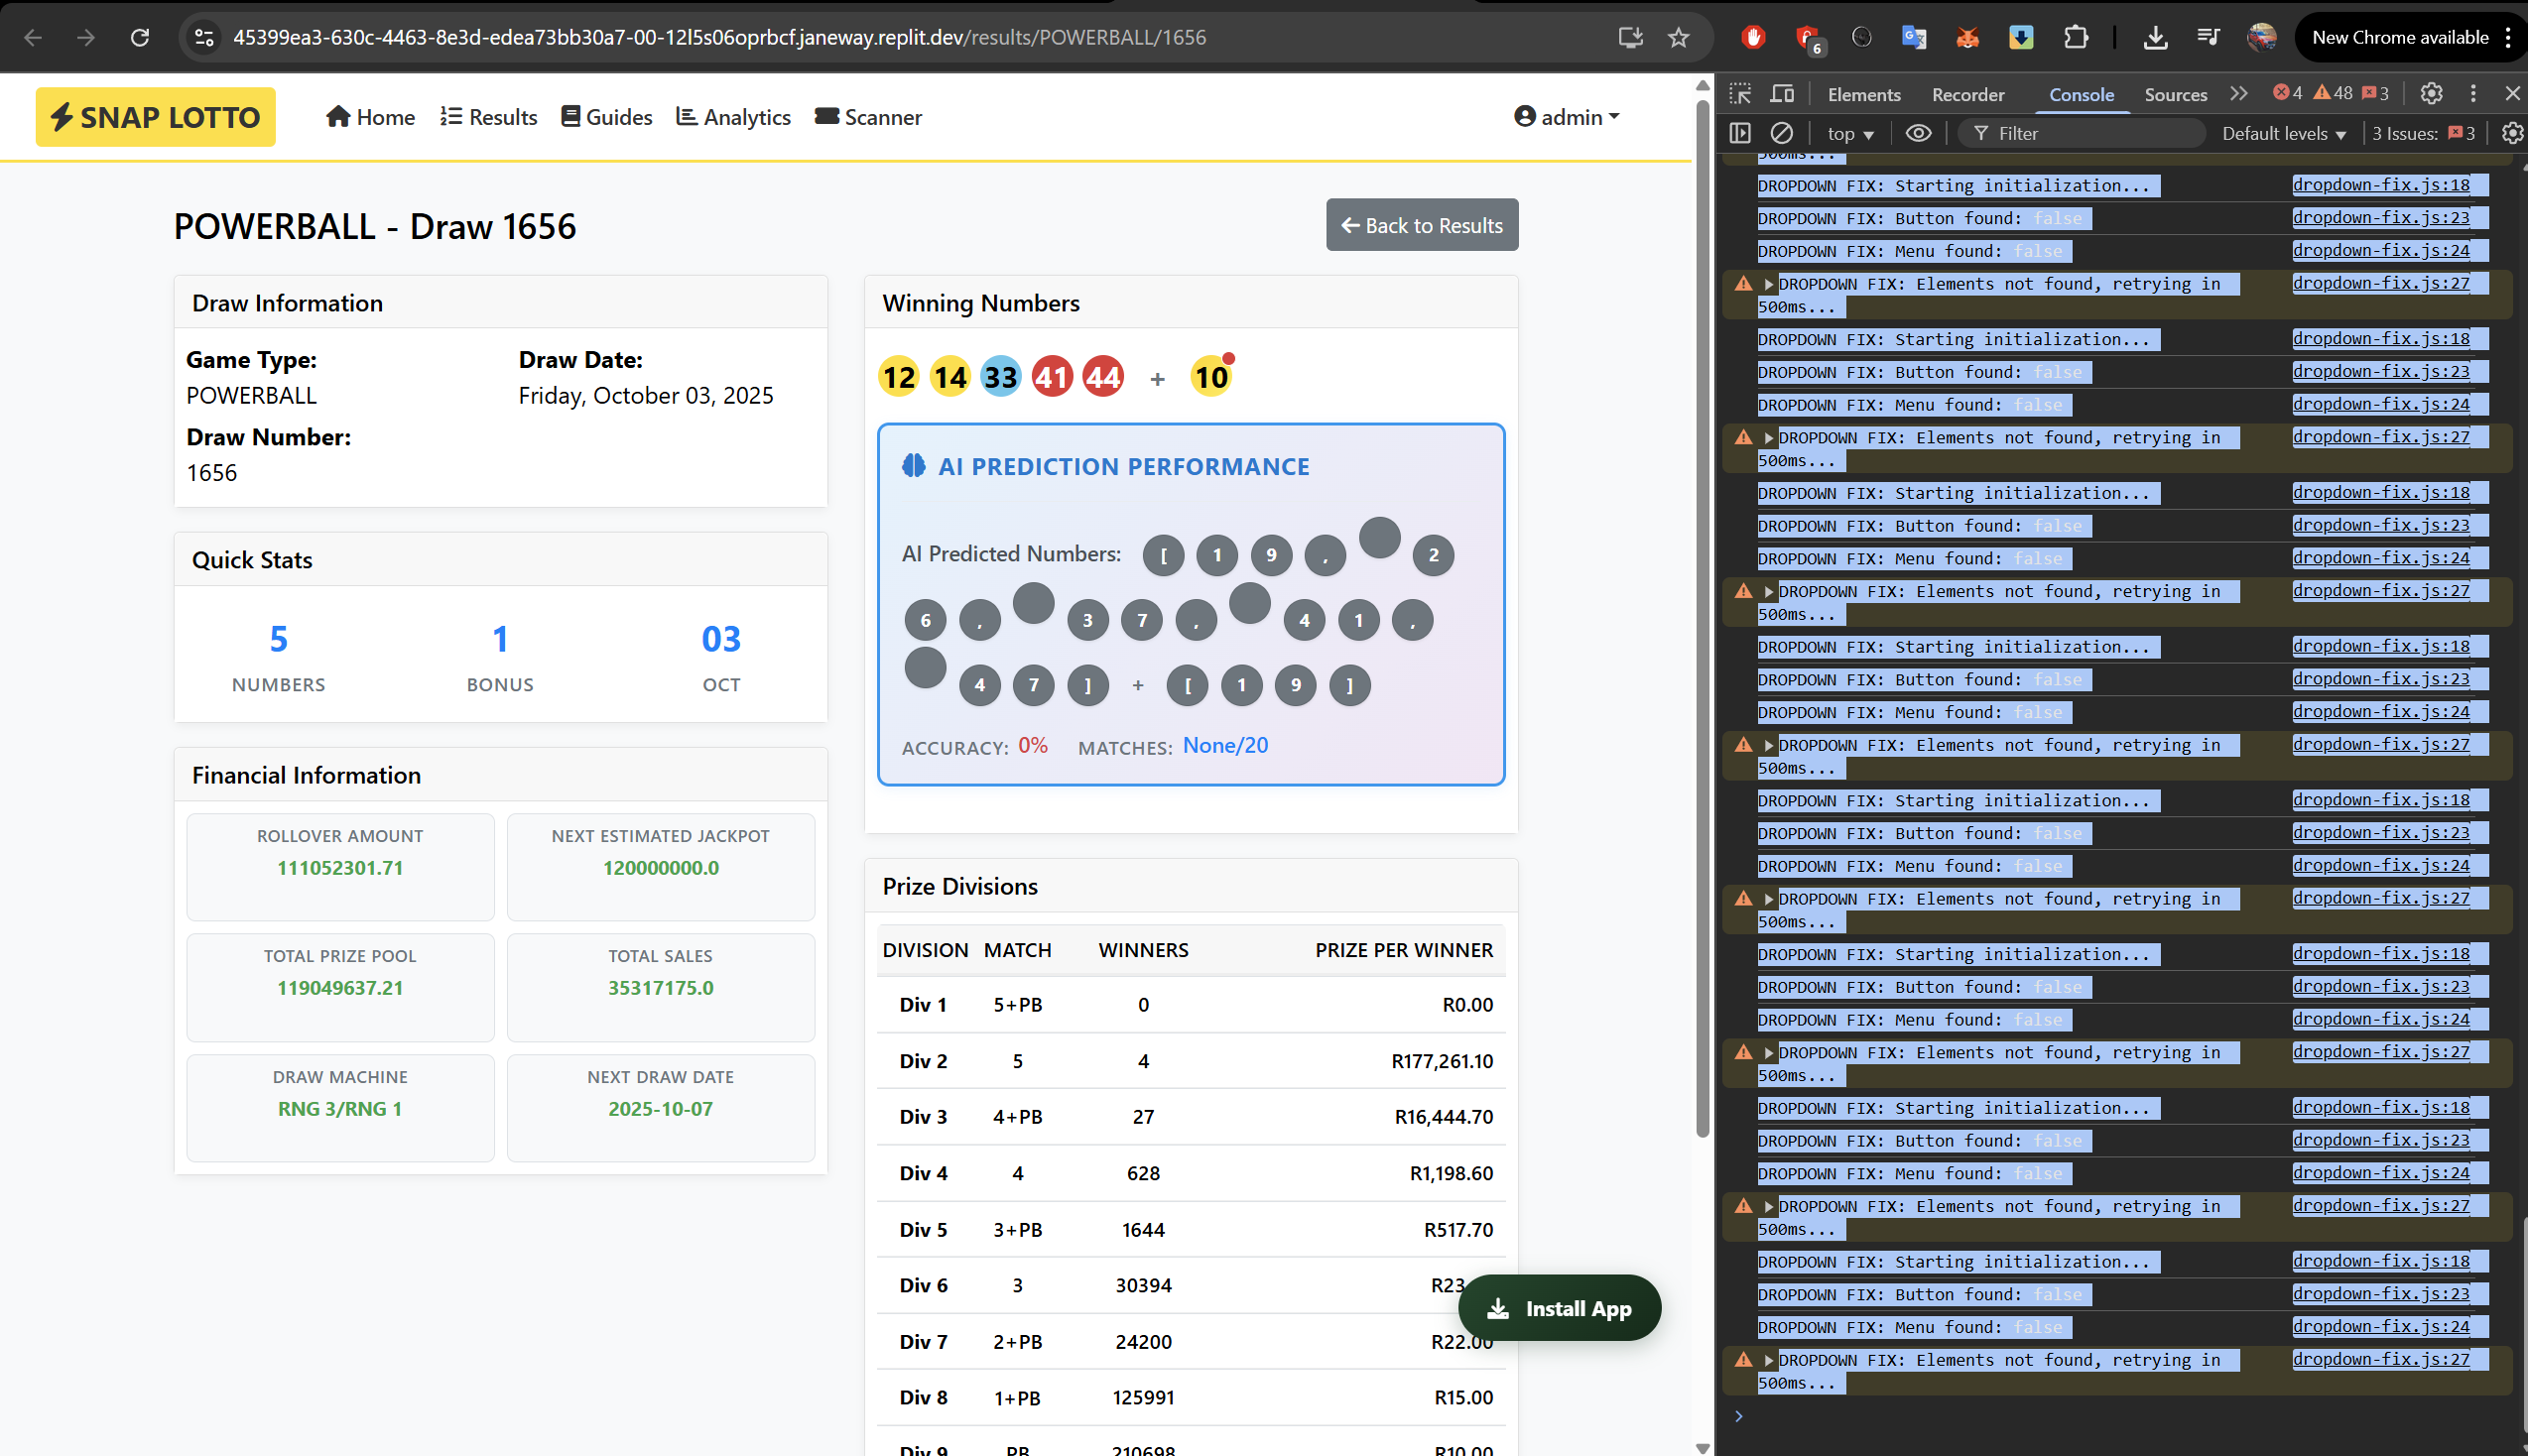 45399ea3-630c-4463-8e3d-edea73bb30a7-00-12l5s06oprbcf.janeway.replit.dev/results/POWERBALL/1656
6
New Chrome available
SNAP LOTTO
Home
Results
Guides
Analytics
Scanner
admin
POWERBALL - Draw 1656
Back to Results
Draw Information
Game Type:
POWERBALL
Draw Date:
Friday, October 03, 2025
Draw Number:
1656
Quick Stats
5
NUMBERS
1
BONUS
03
OCT
Financial Information
ROLLOVER AMOUNT
111052301.71
NEXT ESTIMATED JACKPOT
120000000.0
TOTAL PRIZE POOL
119049637.21
TOTAL SALES
35317175.0
DRAW MACHINE
RNG 3/RNG 1
NEXT DRAW DATE
2025-10-07
Winning Numbers
12 14 33 41 44 + 10
AI PREDICTION PERFORMANCE
AI Predicted Numbers: [ 1 9 , 2
6 , 3 7 , 4 1 ,
4 7 ] + [ 1 9 ]
ACCURACY: 0% MATCHES: None/20
Prize Divisions
DIVISION MATCH WINNERS PRIZE PER WINNER
Div 1 5+PB 0 R0.00
Div 2 5 4 R177,261.10
Div 3 4+PB 27 R16,444.70
Div 4 4 628 R1,198.60
Div 5 3+PB 1644 R517.70
Div 6 3 30394 R23.
Div 7 2+PB 24200 R22.00
Div 8 1+PB 125991 R15.00
Div 9 PB 210698 R10.00
Install App
Elements
Recorder
Console
Sources
4
48
3
top
Filter
Default levels
3 Issues: 3
500ms...
DROPDOWN FIX: Starting initialization... dropdown-fix.js:18
DROPDOWN FIX: Button found: false dropdown-fix.js:23
DROPDOWN FIX: Menu found: false dropdown-fix.js:24
DROPDOWN FIX: Elements not found, retrying in dropdown-fix.js:27
500ms...
DROPDOWN FIX: Starting initialization... dropdown-fix.js:18
DROPDOWN FIX: Button found: false dropdown-fix.js:23
DROPDOWN FIX: Menu found: false dropdown-fix.js:24
DROPDOWN FIX: Elements not found, retrying in dropdown-fix.js:27
500ms...
DROPDOWN FIX: Starting initialization... dropdown-fix.js:18
DROPDOWN FIX: Button found: false dropdown-fix.js:23
DROPDOWN FIX: Menu found: false dropdown-fix.js:24
DROPDOWN FIX: Elements not found, retrying in dropdown-fix.js:27
500ms...
DROPDOWN FIX: Starting initialization... dropdown-fix.js:18
DROPDOWN FIX: Button found: false dropdown-fix.js:23
DROPDOWN FIX: Menu found: false dropdown-fix.js:24
DROPDOWN FIX: Elements not found, retrying in dropdown-fix.js:27
500ms...
DROPDOWN FIX: Starting initialization... dropdown-fix.js:18
DROPDOWN FIX: Button found: false dropdown-fix.js:23
DROPDOWN FIX: Menu found: false dropdown-fix.js:24
DROPDOWN FIX: Elements not found, retrying in dropdown-fix.js:27
500ms...
DROPDOWN FIX: Starting initialization... dropdown-fix.js:18
DROPDOWN FIX: Button found: false dropdown-fix.js:23
DROPDOWN FIX: Menu found: false dropdown-fix.js:24
DROPDOWN FIX: Elements not found, retrying in dropdown-fix.js:27
500ms...
DROPDOWN FIX: Starting initialization... dropdown-fix.js:18
DROPDOWN FIX: Button found: false dropdown-fix.js:23
DROPDOWN FIX: Menu found: false dropdown-fix.js:24
DROPDOWN FIX: Elements not found, retrying in dropdown-fix.js:27
500ms...
DROPDOWN FIX: Starting initialization... dropdown-fix.js:18
DROPDOWN FIX: Button found: false dropdown-fix.js:23
DROPDOWN FIX: Menu found: false dropdown-fix.js:24
DROPDOWN FIX: Elements not found, retrying in dropdown-fix.js:27
500ms...